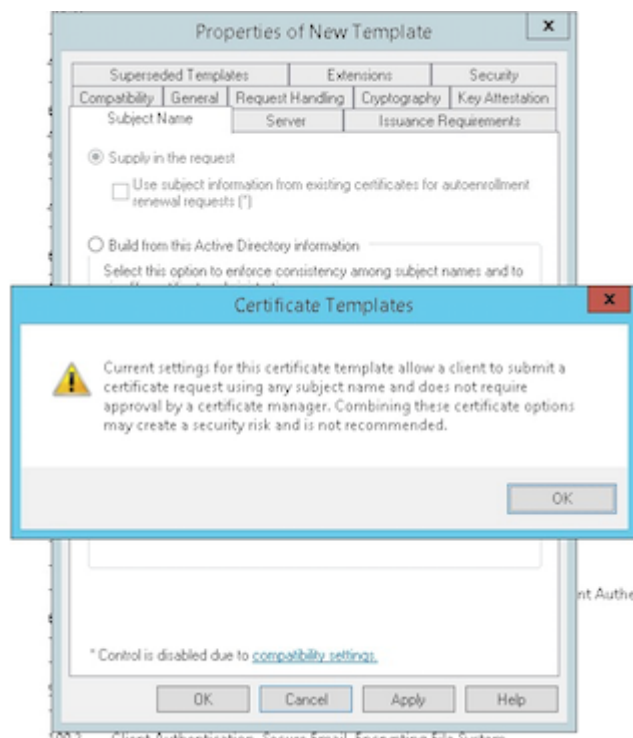 Properties of New Template
x
Superseded Templates Extensions Security
Compatibility General Request Handling Cryptography Key Attestation
Subject Name Server Issuance Requirements
Supply in the request
Use subject information from existing certificates for autoenrollment
renewal requests (*)
Build from this Active Directory information
Select this option to enforce consistency among subject names and to
Certificate Templates
x
Current settings for this certificate template allow a client to submit a
certificate request using any subject name and does not require
approval by a certificate manager. Combining these certificate options
may create a security risk and is not recommended.
OK
nt Authe
* Control is disabled due to compatibility settings.
OK Cancel Apply Help
Client Authentication, Secure Email, Encrypting File System